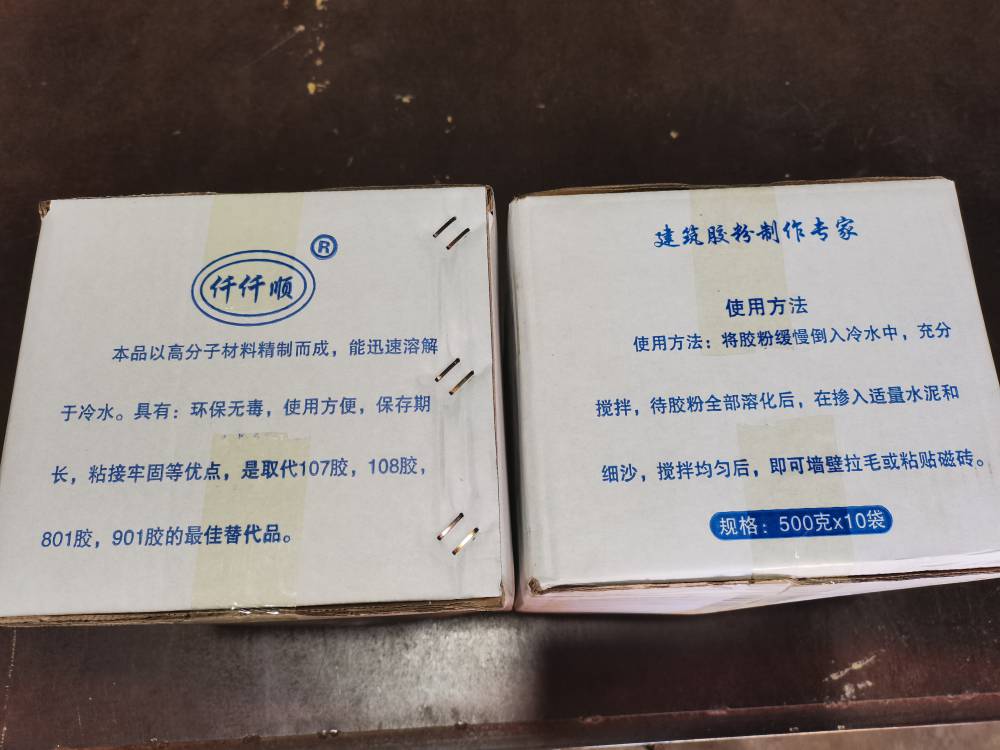 仟仟顺®
本品以高分子材料精制而成，能迅速溶解
于冷水。具有：环保无毒，使用方便，保存期
长，粘接牢固等优点，是取代107胶，108胶，
801胶，901胶的最佳替代品。
建筑胶粉制作专家
使用方法
使用方法：将胶粉缓慢倒入冷水中，充分
搅拌，待胶粉全部溶化后，在掺入适量水泥和
细沙，搅拌均匀后，即可墙壁拉毛或粘贴磁砖。
规格：500克x10袋